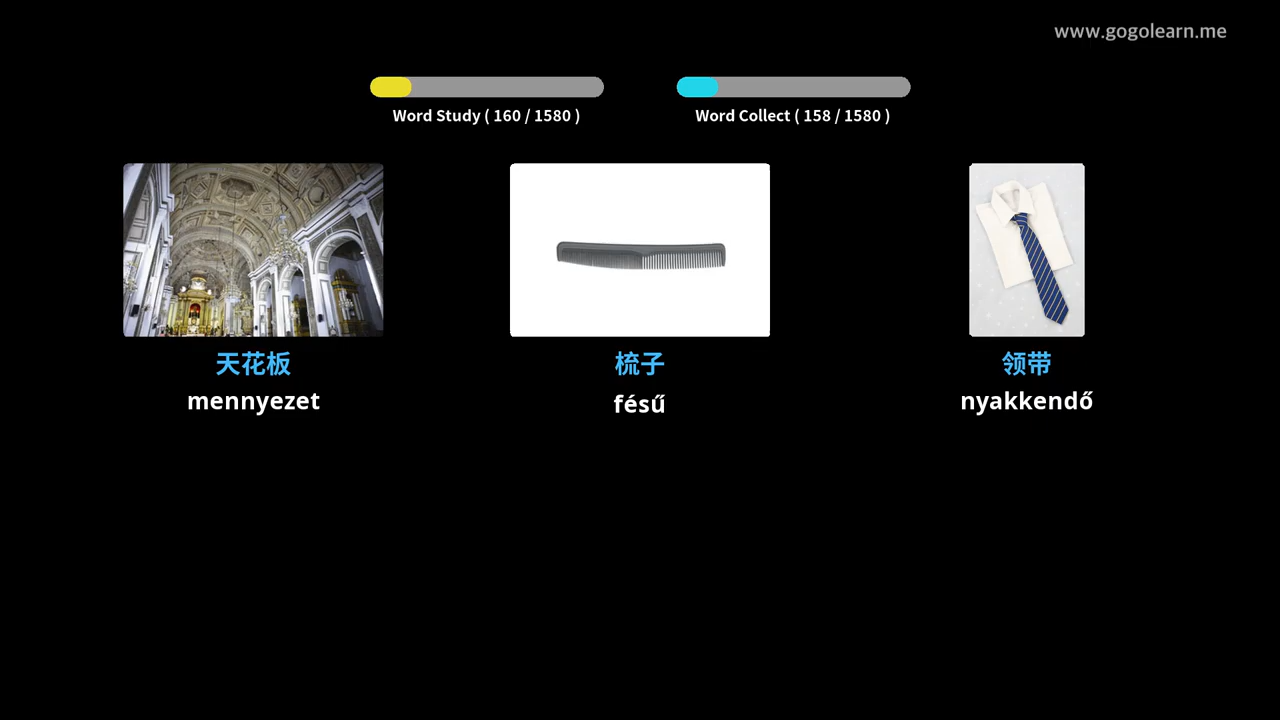 www.gogolearn.me
Word Study ( 160 / 1580 )
Word Collect ( 158 / 1580 )
天花板
mennyezet
梳子
fésű
领带
nyakkendő